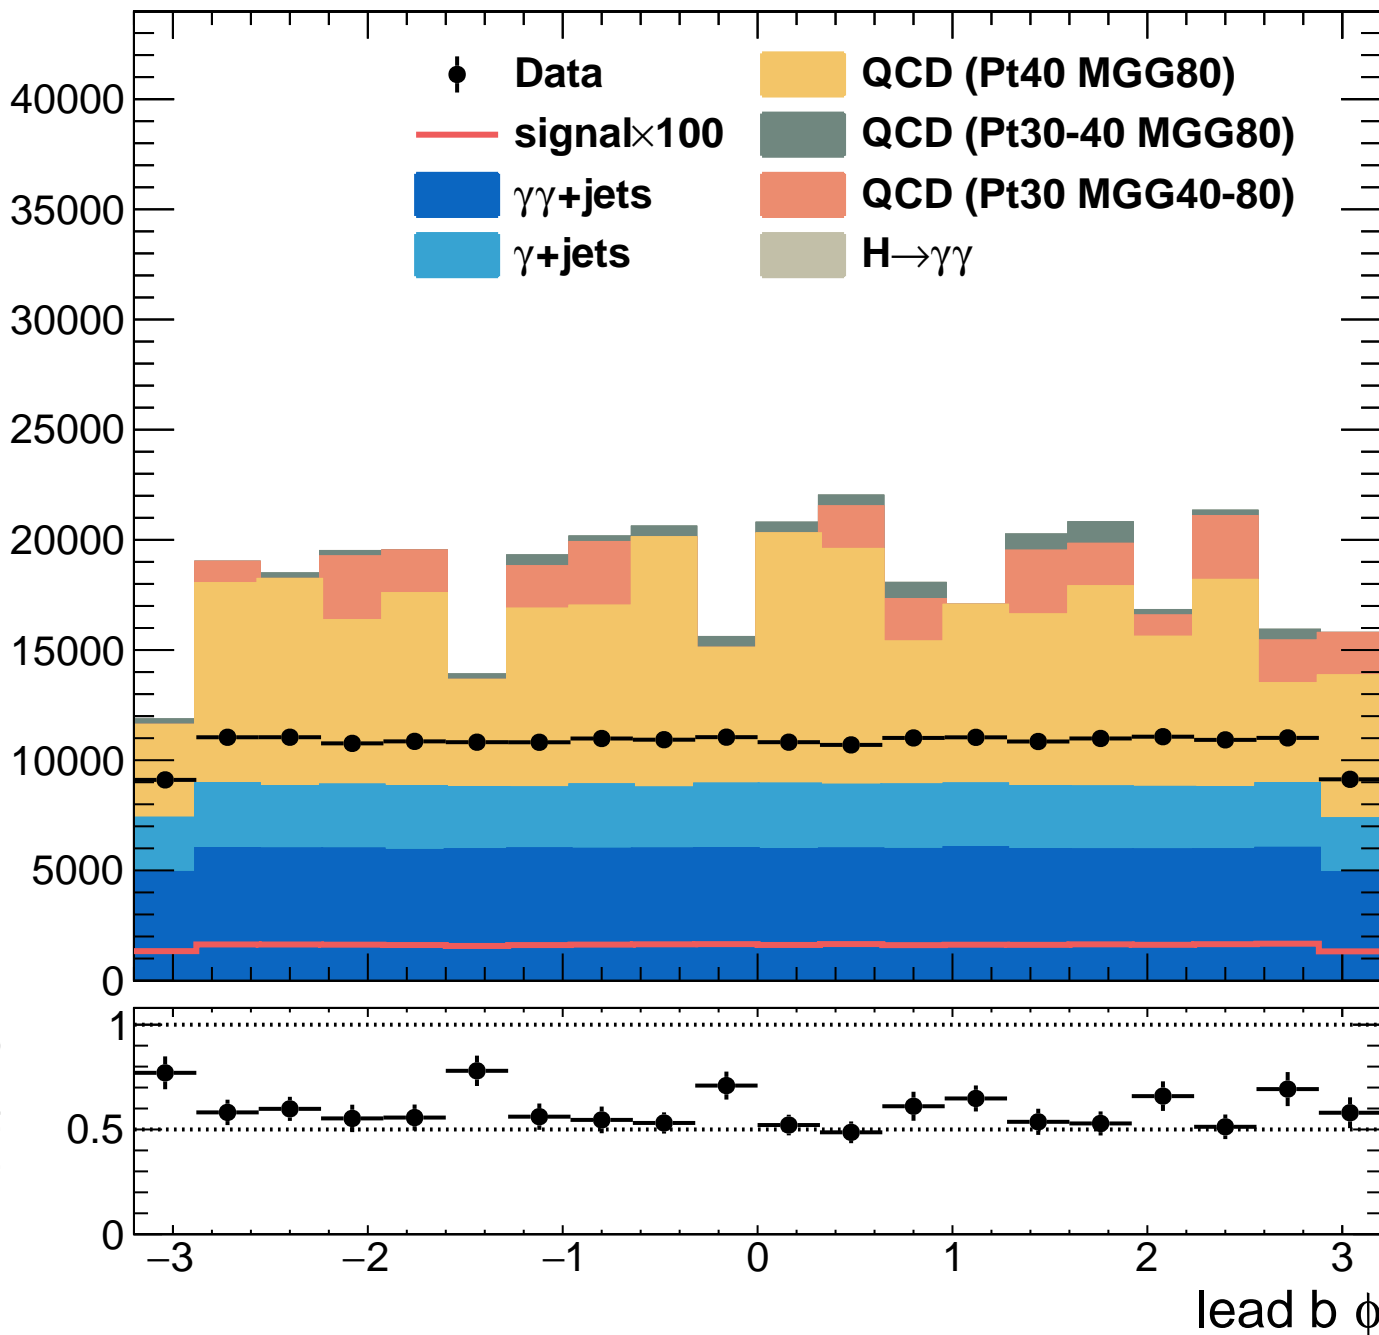 Data
signal×100
γγ+jets
γ+jets
QCD (Pt40 MGG80)
QCD (Pt30-40 MGG80)
QCD (Pt30 MGG40-80)
H→γγ
40000
35000
30000
25000
20000
15000
10000
5000
0
1
0.5
0
−3 −2 −1 0 1 2 3
lead b ϕ